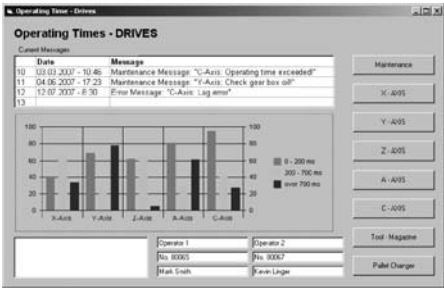 Operating Time - Drives
Operating Times - DRIVES
Current Messages
Date Message
10 03.03.2007 - 10:46 Maintenance Message: "C-Axis: Operating time exceeded!"
11 04.06.2007 - 17:23 Maintenance Message: "Y-Axis: Check gear box oil!"
12 12.07.2007 - 8:30 Error Message: "C-Axis: Lag error"
13
Maintenance
X - AXIS
Y - AXIS
Z - AXIS
A - AXIS
C - AXIS
Tool - Magazine
Pallet Changer
100 100
80 80
60 60
40 40
20 20
0 0
X-Axis Y-Axis Z-Axis A-Axis C-Axis
0 - 200 ms
200 - 700 ms
over 700 ms
Operator 1 Operator 2
No. 80065 No. 80067
Mark Smith Kevin Linger